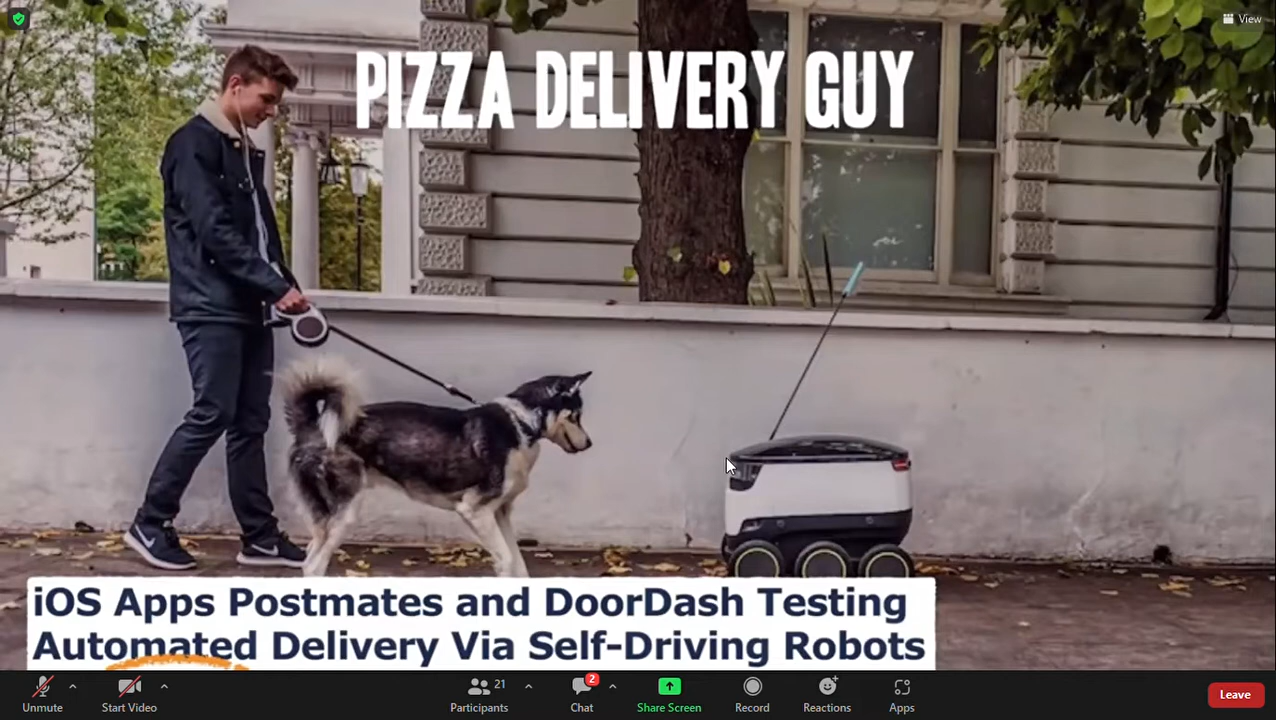 View
PIZZA DELIVERY GUY
iOS Apps Postmates and DoorDash Testing
Automated Delivery Via Self-Driving Robots
Unmute
Start Video
21
Participants
2
Chat
Share Screen
Record
Reactions
Apps
Leave